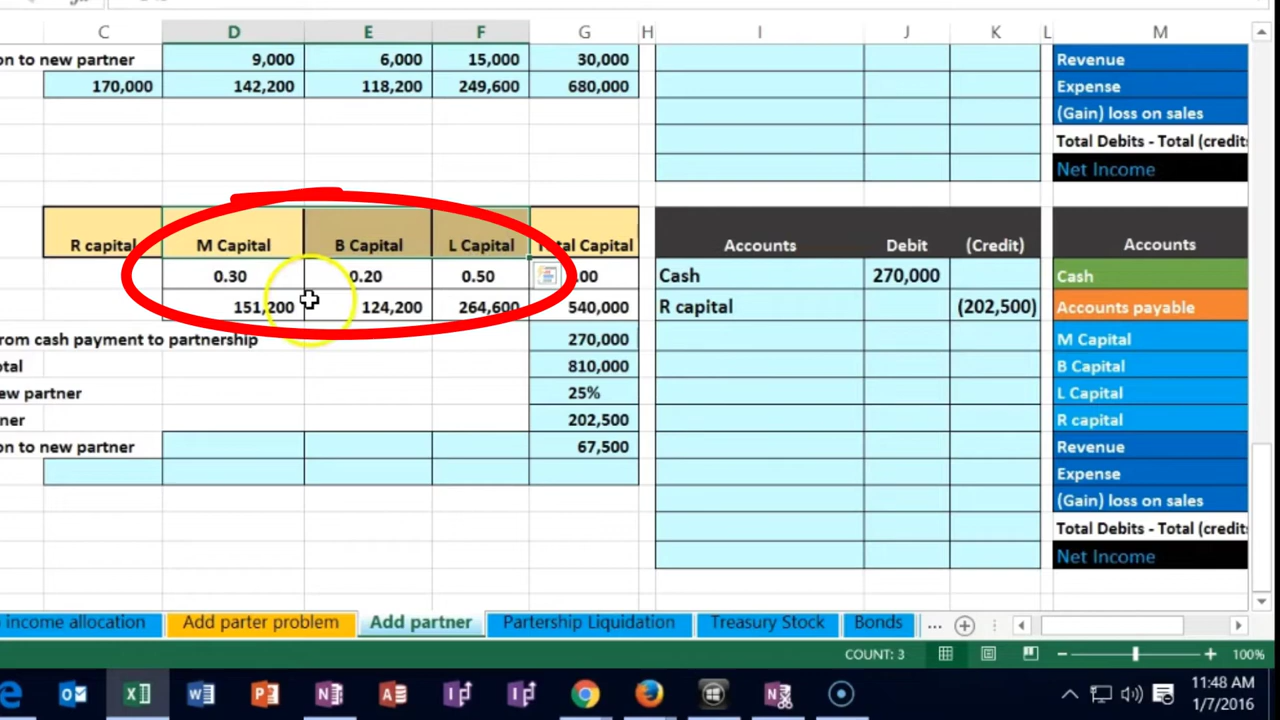 C D E F G H I J K L M
on to new partner 9,000 6,000 15,000 30,000 Revenue
170,000 142,200 118,200 249,600 680,000 Expense
(Gain) loss on sales
Total Debits - Total (credit
Net Income
R capital M Capital B Capital L Capital Total Capital Accounts Debit (Credit) Accounts
0.30 0.20 0.50 .00 Cash 270,000 Cash
151,200 124,200 264,600 540,000 R capital (202,500) Accounts payable
rom cash payment to partnership 270,000 M Capital
tal 810,000 B Capital
ew partner 25% L Capital
ner 202,500 R capital
on to new partner 67,500 Revenue
Expense
(Gain) loss on sales
Total Debits - Total (credit
Net Income
income allocation Add parter problem Add partner Partership Liquidation Treasury Stock Bonds ...
COUNT: 3 100%
11:48 AM
1/7/2016